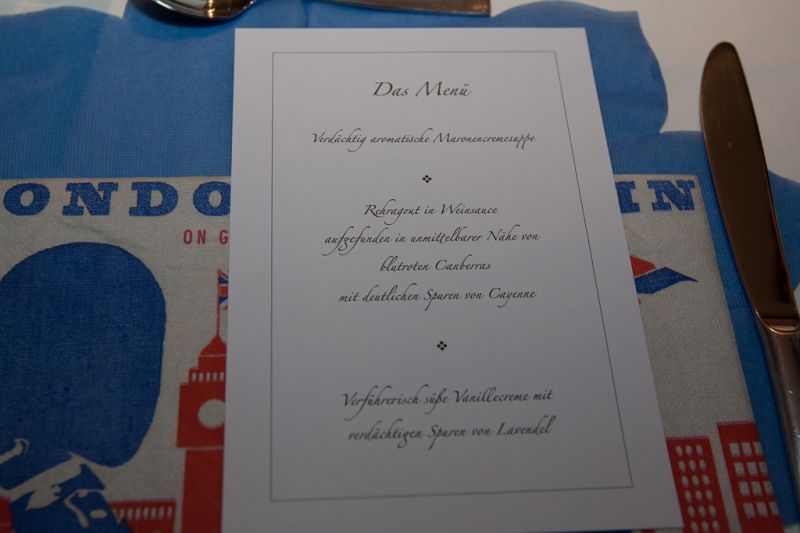 Das Menü
Verdächtig aromatische Maronencremesuppe
Rehragout in Weinsauce
aufgefunden in unmittelbarer Nähe von
blutroten Canberras
mit deutlichen Spuren von Cayenne
Verführerisch süße Vanillecreme mit
verdächtigen Spuren von Lavendel
ONDO
IN
ON G